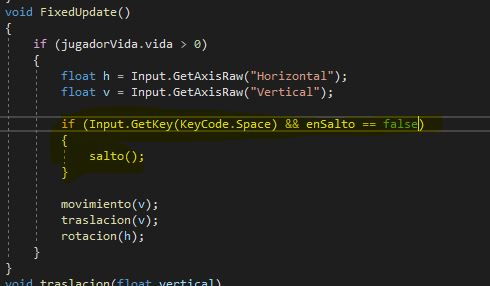 void FixedUpdate()
{
if (jugadorVida.vida > 0)
{
float h = Input.GetAxisRaw("Horizontal");
float v = Input.GetAxisRaw("Vertical");
if (Input.GetKey(KeyCode.Space) && enSalto == false)
{
salto();
}
movimiento(v);
traslacion(v);
rotacion(h);
}
}
void traslacion(float vertical)